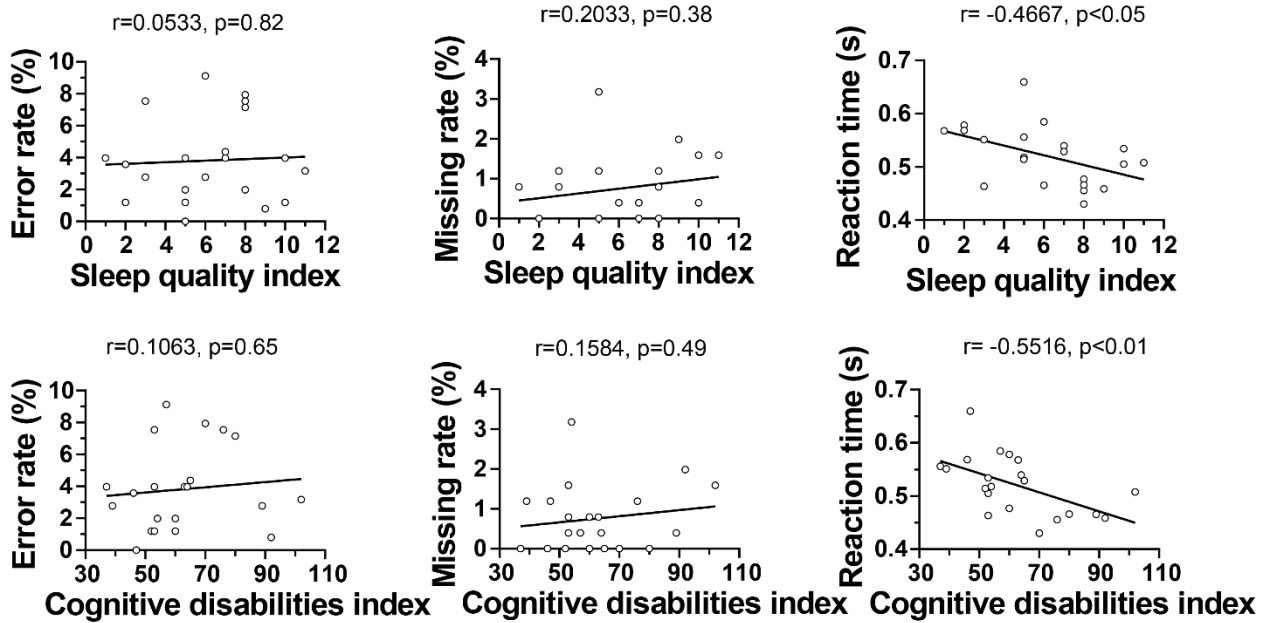 r=0.0533, p=0.82
Error rate (%)
10
8
6
4
2
0
0 2 4 6 8 10 12
Sleep quality index
r=0.2033, p=0.38
Missing rate (%)
4
3
2
1
0
0 2 4 6 8 10 12
Sleep quality index
r= -0.4667, p<0.05
Reaction time (s)
0.7
0.6
0.5
0.4
0 2 4 6 8 10 12
Sleep quality index
r=0.1063, p=0.65
Error rate (%)
10
8
6
4
2
0
30 50 70 90 110
Cognitive disabilities index
r=0.1584, p=0.49
Missing rate (%)
4
3
2
1
0
30 50 70 90 110
Cognitive disabilities index
r= -0.5516, p<0.01
Reaction time (s)
0.7
0.6
0.5
0.4
30 50 70 90 110
Cognitive disabilities index